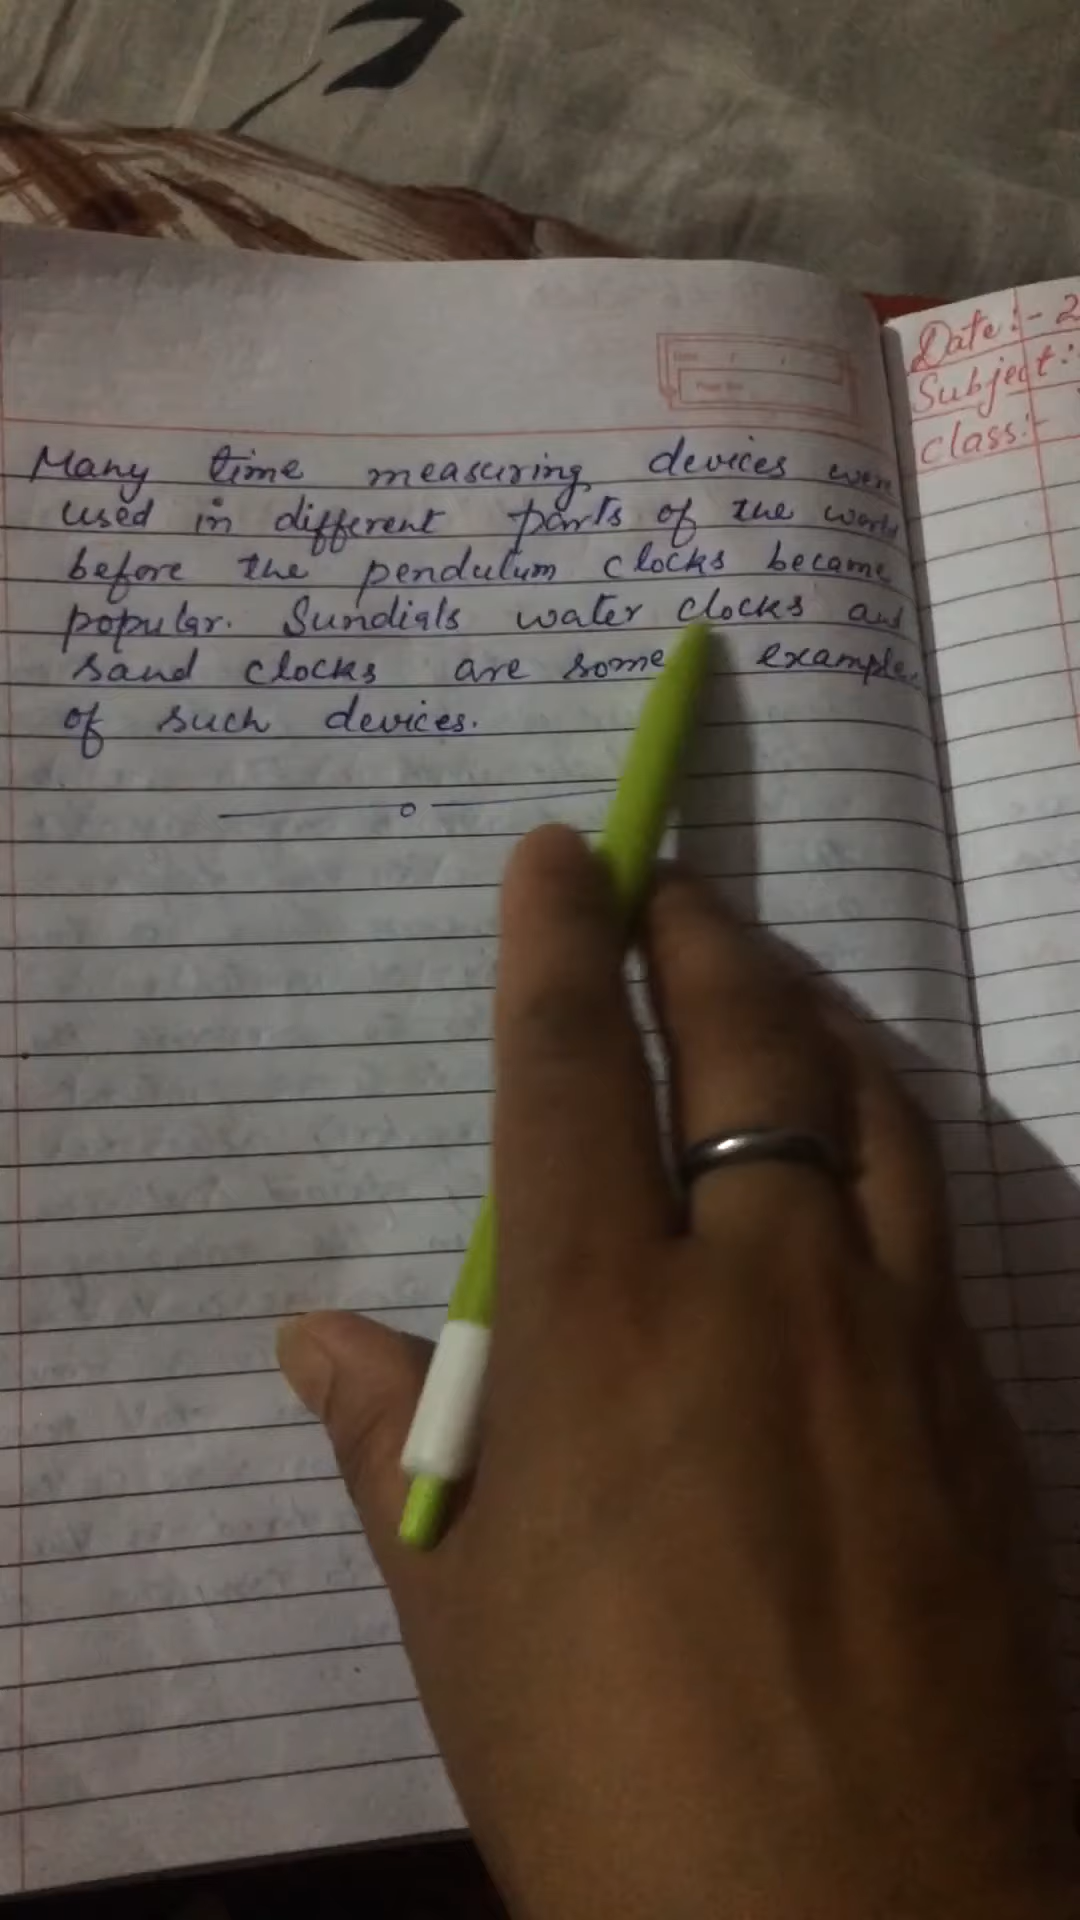 Many time measuring devices were
used in different parts of the world
before the pendulum clocks became
popular. Sundials water clocks and
sand clocks are some examples
of such devices.
Date:- 2
Subject:-
Class:-